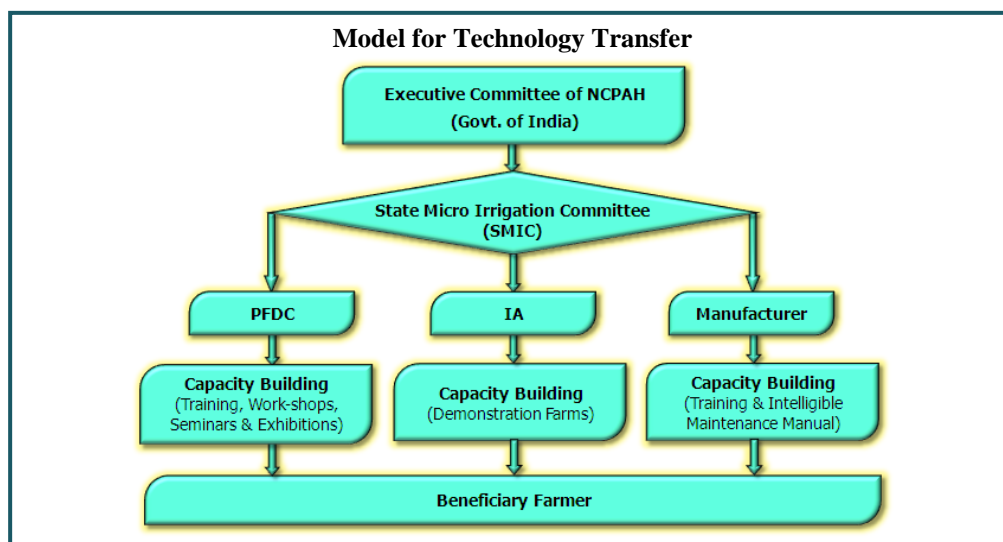 Model for Technology Transfer
Executive Committee of NCPAH
(Govt. of India)
State Micro Irrigation Committee
(SMIC)
PFDC
IA
Manufacturer
Capacity Building
(Training, Work-shops,
Seminars & Exhibitions)
Capacity Building
(Demonstration Farms)
Capacity Building
(Training & Intelligible
Maintenance Manual)
Beneficiary Farmer